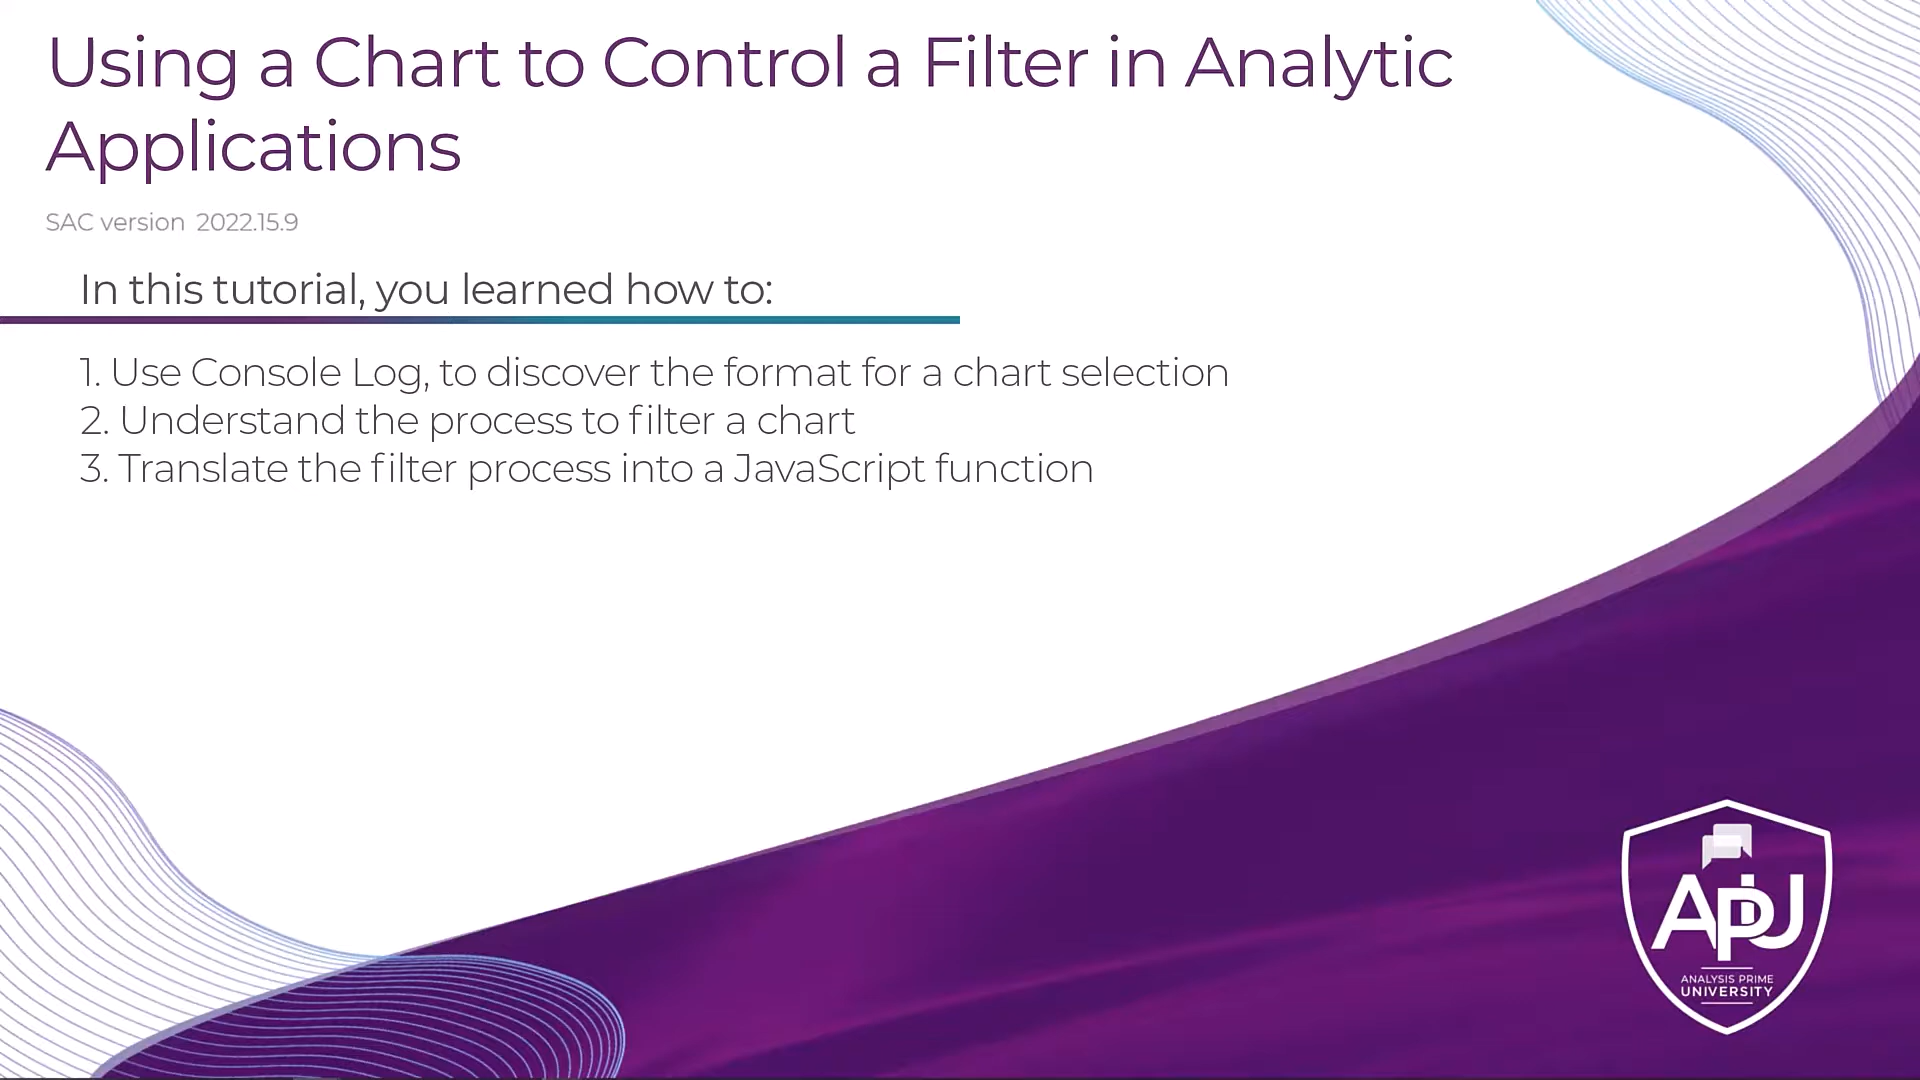 Using a Chart to Control a Filter in Analytic
Applications
SAC version 2022.15.9
In this tutorial, you learned how to:
1. Use Console Log, to discover the format for a chart selection
2. Understand the process to filter a chart
3. Translate the filter process into a JavaScript function
APU
ANALYSIS PRIME
UNIVERSITY